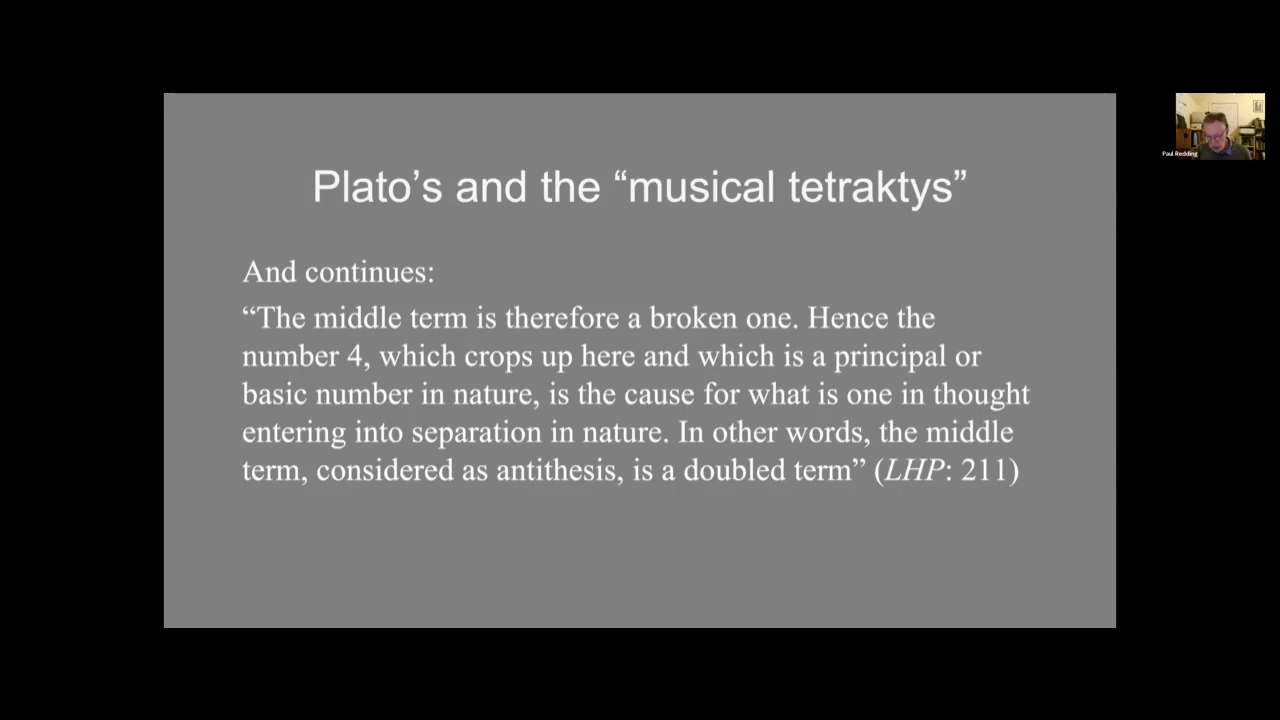 Plato’s and the “musical tetraktys”
And continues:
“The middle term is therefore a broken one. Hence the
number 4, which crops up here and which is a principal or
basic number in nature, is the cause for what is one in thought
entering into separation in nature. In other words, the middle
term, considered as antithesis, is a doubled term” (LHP: 211)
Paul Redding